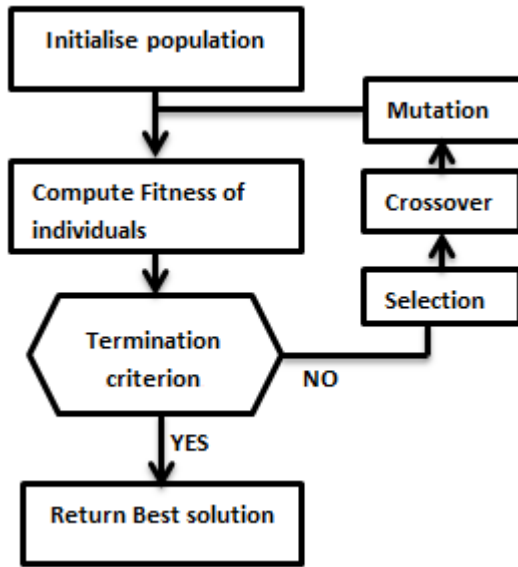 Initialise population
Mutation
Compute Fitness of
individuals
Crossover
Selection
Termination
criterion
NO
YES
Return Best solution